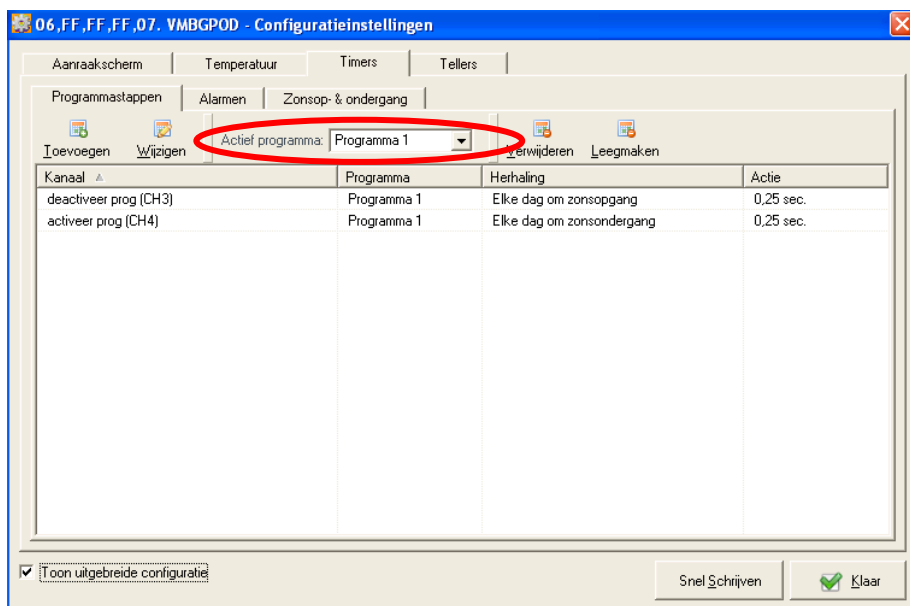 06,FF,FF,FF,07. VMBGPOD - Configuratieinstellingen
Aanraakscherm Temperatuur Timers Tellers
Programmastappen Alarmen Zonsop- & ondergang
Toevoegen Wijzigen Actief programma: Programma 1 Verwijderen Leegmaken
Kanaal Programma Herhaling Actie
deactiveer prog (CH3) Programma 1 Elke dag om zonsopgang 0,25 sec.
activeer prog (CH4) Programma 1 Elke dag om zonsondergang 0,25 sec.
Toon uitgebreide configuratie Snel Schrijven Klaar